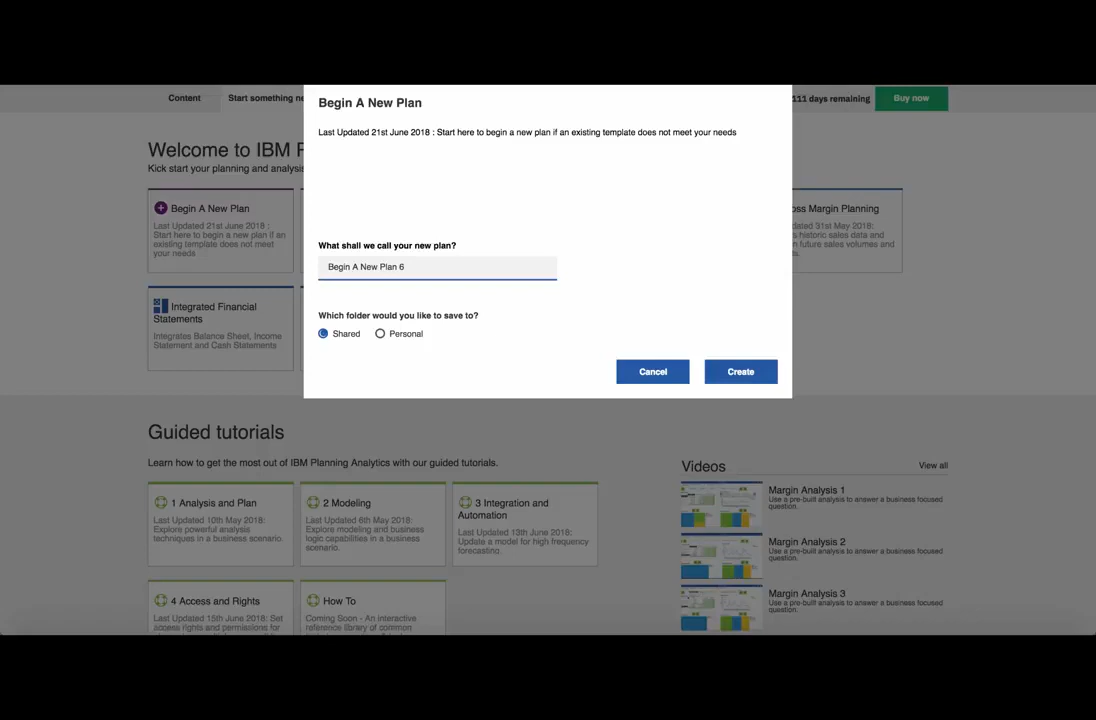 Content
Start something ne
111 days remaining
Buy now
Begin A New Plan
Last Updated 21st June 2018 : Start here to begin a new plan if an existing template does not meet your needs
What shall we call your new plan?
Begin A New Plan 6
Which folder would you like to save to?
Shared
Personal
Cancel
Create
Welcome to IBM P
Kick start your planning and analysis
Begin A New Plan
Last Updated 21st June 2018 :
Start here to begin a new plan if an
existing template does not meet
your needs
oss Margin Planning
dated 31st May 2018:
s historic sales data and
n future sales volumes and
ts.
Integrated Financial
Statements
Integrates Balance Sheet, Income
Statement and Cash Statements
Guided tutorials
Learn how to get the most out of IBM Planning Analytics with our guided tutorials.
1 Analysis and Plan
Last Updated 10th May 2018:
Explore powerful analysis
techniques in a business scenario.
2 Modeling
Last Updated 6th May 2018:
Explore modeling and business
logic capabilities in a business
scenario.
3 Integration and
Automation
Last Updated 13th June 2018:
Update a model for high frequency
forecasting.
4 Access and Rights
Last Updated 15th June 2018: Set
access rights and permissions for
How To
Coming Soon - An interactive
reference library of common
Videos
View all
Margin Analysis 1
Use a pre-built analysis to answer a business focused
question.
Margin Analysis 2
Use a pre-built analysis to answer a business focused
question.
Margin Analysis 3
Use a pre-built analysis to answer a business focused
question.